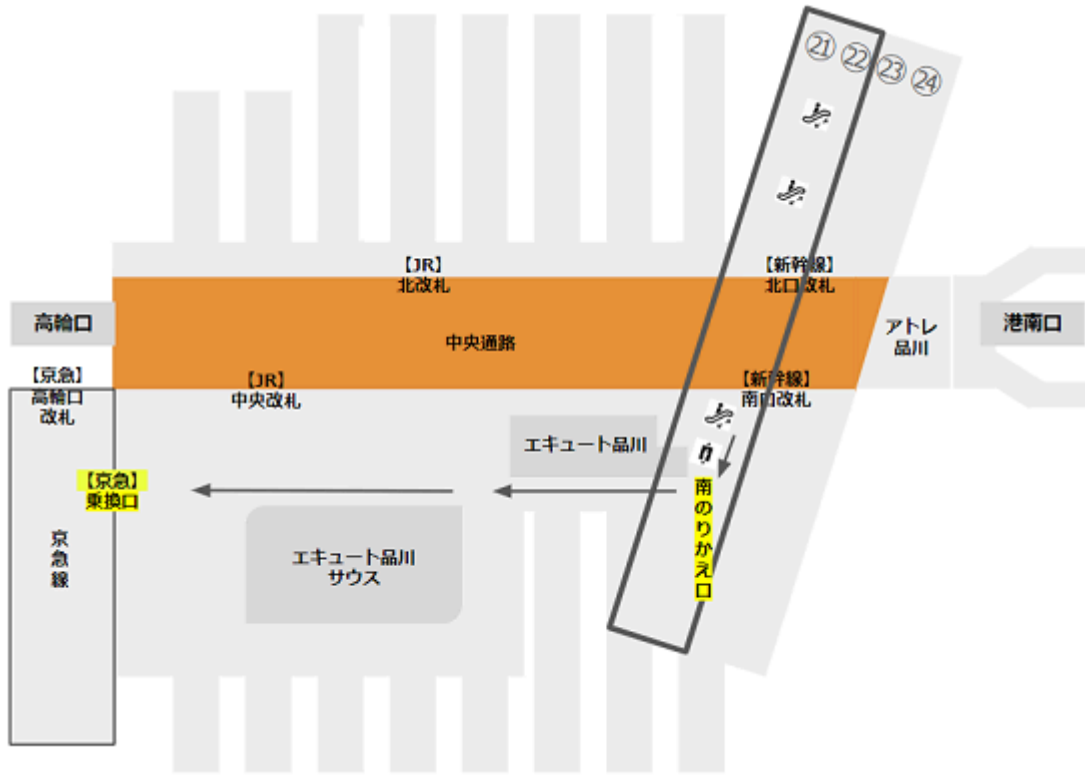 ㉑ ㉒ ㉓ ㉔
【JR】
北改札
【新幹線】
北口改札
高輪口
中央通路
アトレ
品川
港南口
【京急】
高輪口
改札
【JR】
中央改札
【新幹線】
南口改札
エキュート品川
【京急】
乗換口
南のりかえ口
京急線
エキュート品川
サウス